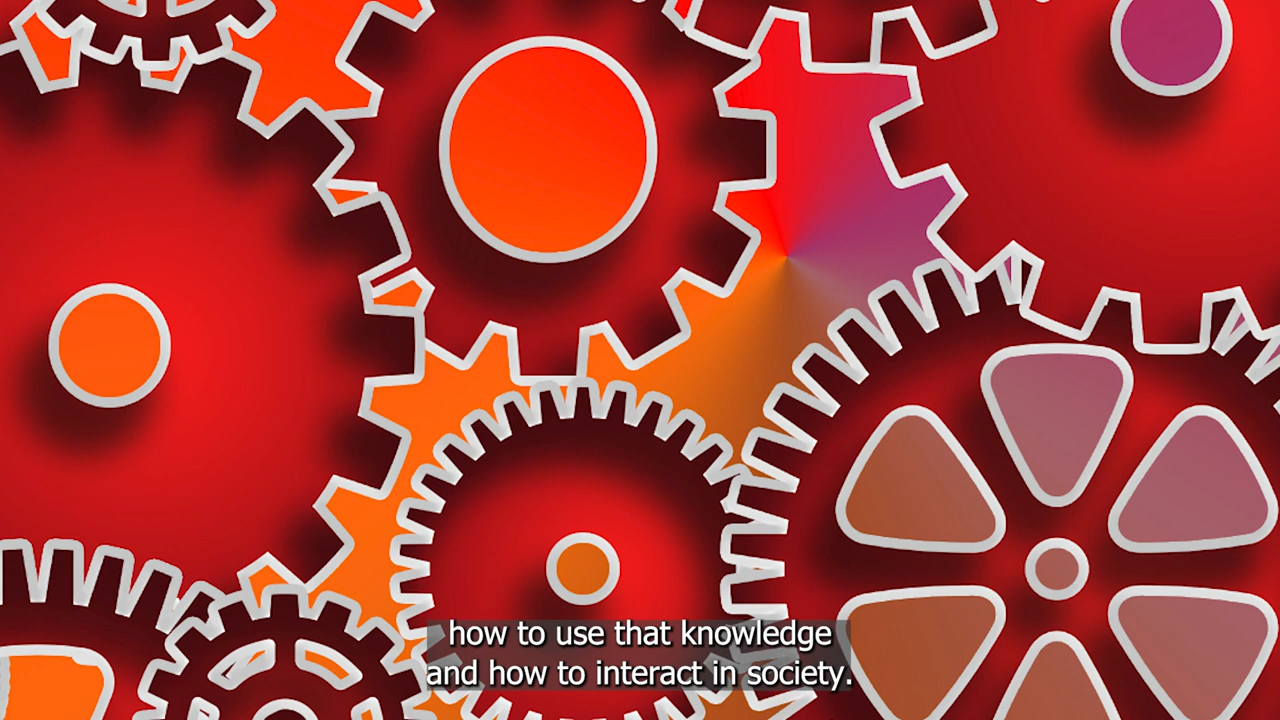 how to use that knowledge
and how to interact in society.